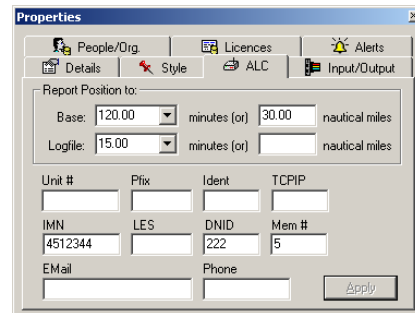 Properties
People/Org. Licences Alerts
Details Style ALC Input/Output
Report Position to:
Base: 120.00 minutes (or) 30.00 nautical miles
Logfile: 15.00 minutes (or) nautical miles
Unit # Pfix Ident TCPIP
IMN LES DNID Mem #
4512344 222 5
EMail Phone
Apply